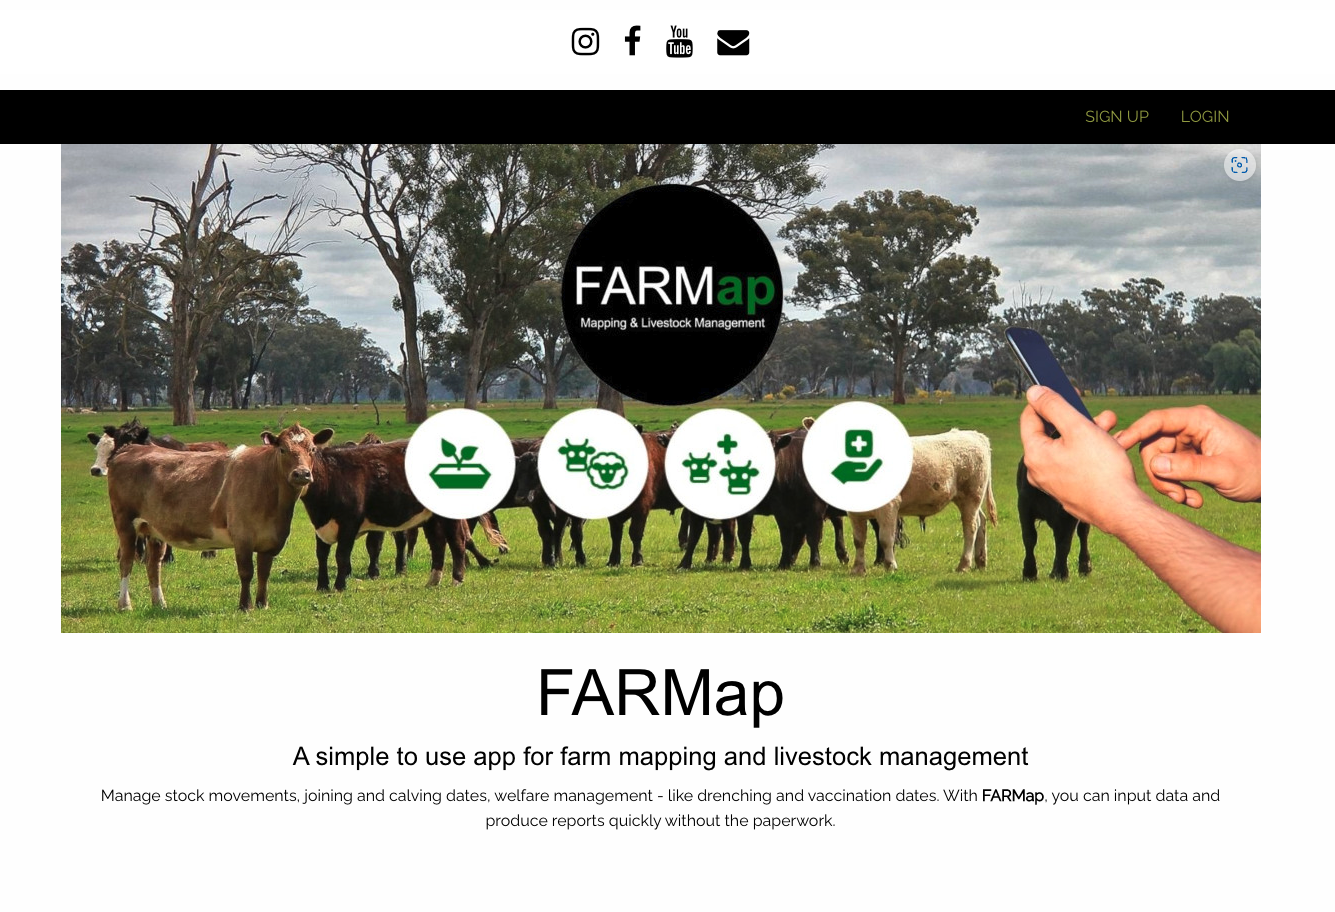 You
Tube
SIGN UP LOGIN
FARMap
Mapping & Livestock Management
FARMap
A simple to use app for farm mapping and livestock management
Manage stock movements, joining and calving dates, welfare management - like drenching and vaccination dates. With FARMap, you can input data and
produce reports quickly without the paperwork.